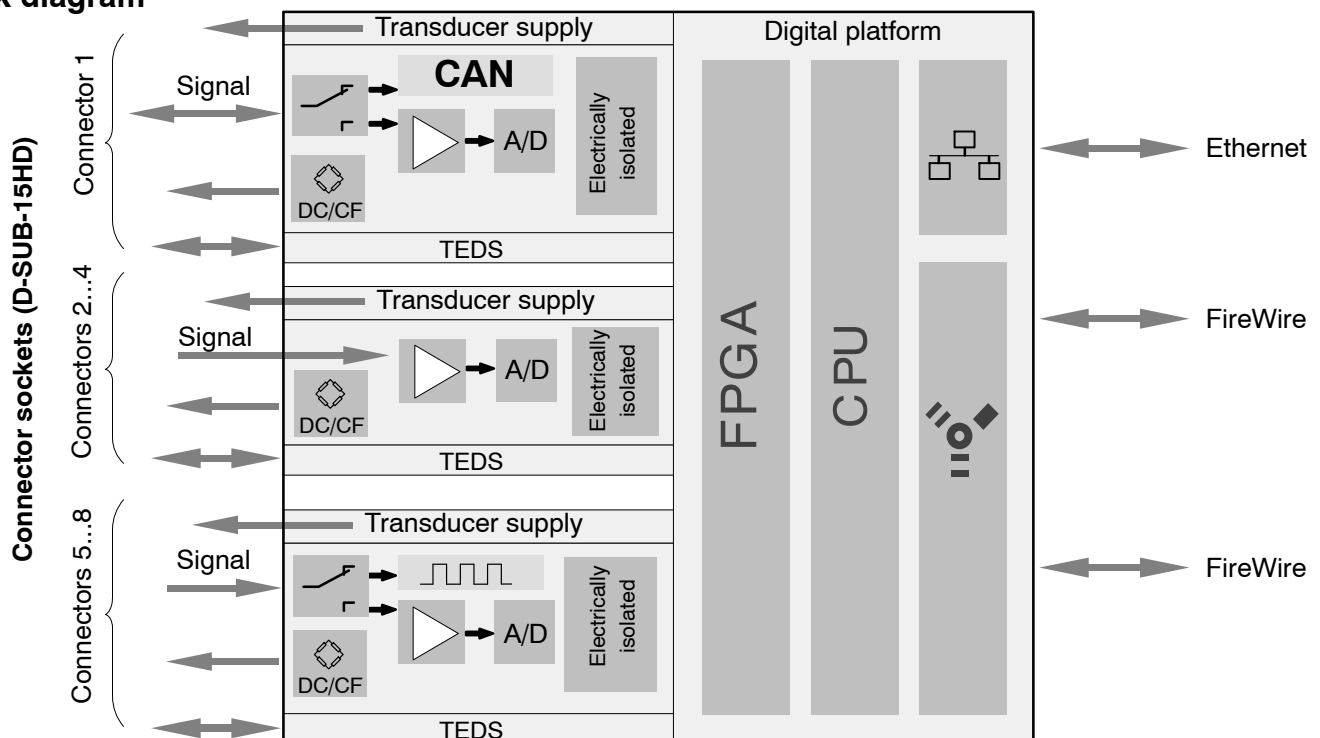 diagram
Connector sockets (D-SUB-15HD)
Connector 1
Signal
Transducer supply
CAN
A/D
DC/CF
Electrically
isolated
TEDS
Connectors 2...4
Signal
Transducer supply
A/D
DC/CF
Electrically
isolated
TEDS
Connectors 5...8
Signal
Transducer supply
A/D
DC/CF
Electrically
isolated
TEDS
Digital platform
FPGA
CPU
Ethernet
FireWire
FireWire